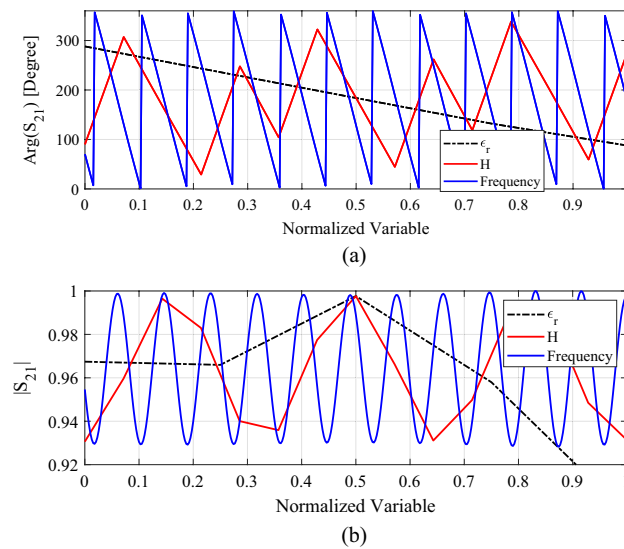 300
200
100
0
Arg(S21) [Degree]
0 0.1 0.2 0.3 0.4 0.5 0.6 0.7 0.8 0.9
Normalized Variable
ϵr
H
Frequency
(a)
1
0.98
0.96
0.94
0.92
|S21|
0 0.1 0.2 0.3 0.4 0.5 0.6 0.7 0.8 0.9
Normalized Variable
ϵr
H
Frequency
(b)